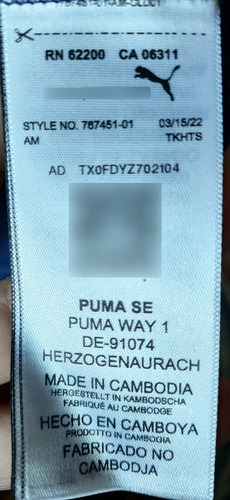 RN 62200 CA 06311
STYLE NO. 767451-01 03/15/22
AM TKHTS
AD TX0FDYZ702104
PUMA SE
PUMA WAY 1
DE-91074
HERZOGENAURACH
MADE IN CAMBODIA
HERGESTELLT IN KAMBODSCHA
FABRIQUÉ AU CAMBODGE
HECHO EN CAMBOYA
PRODOTTO IN CAMBOGIA
FABRICADO NO
CAMBODJA